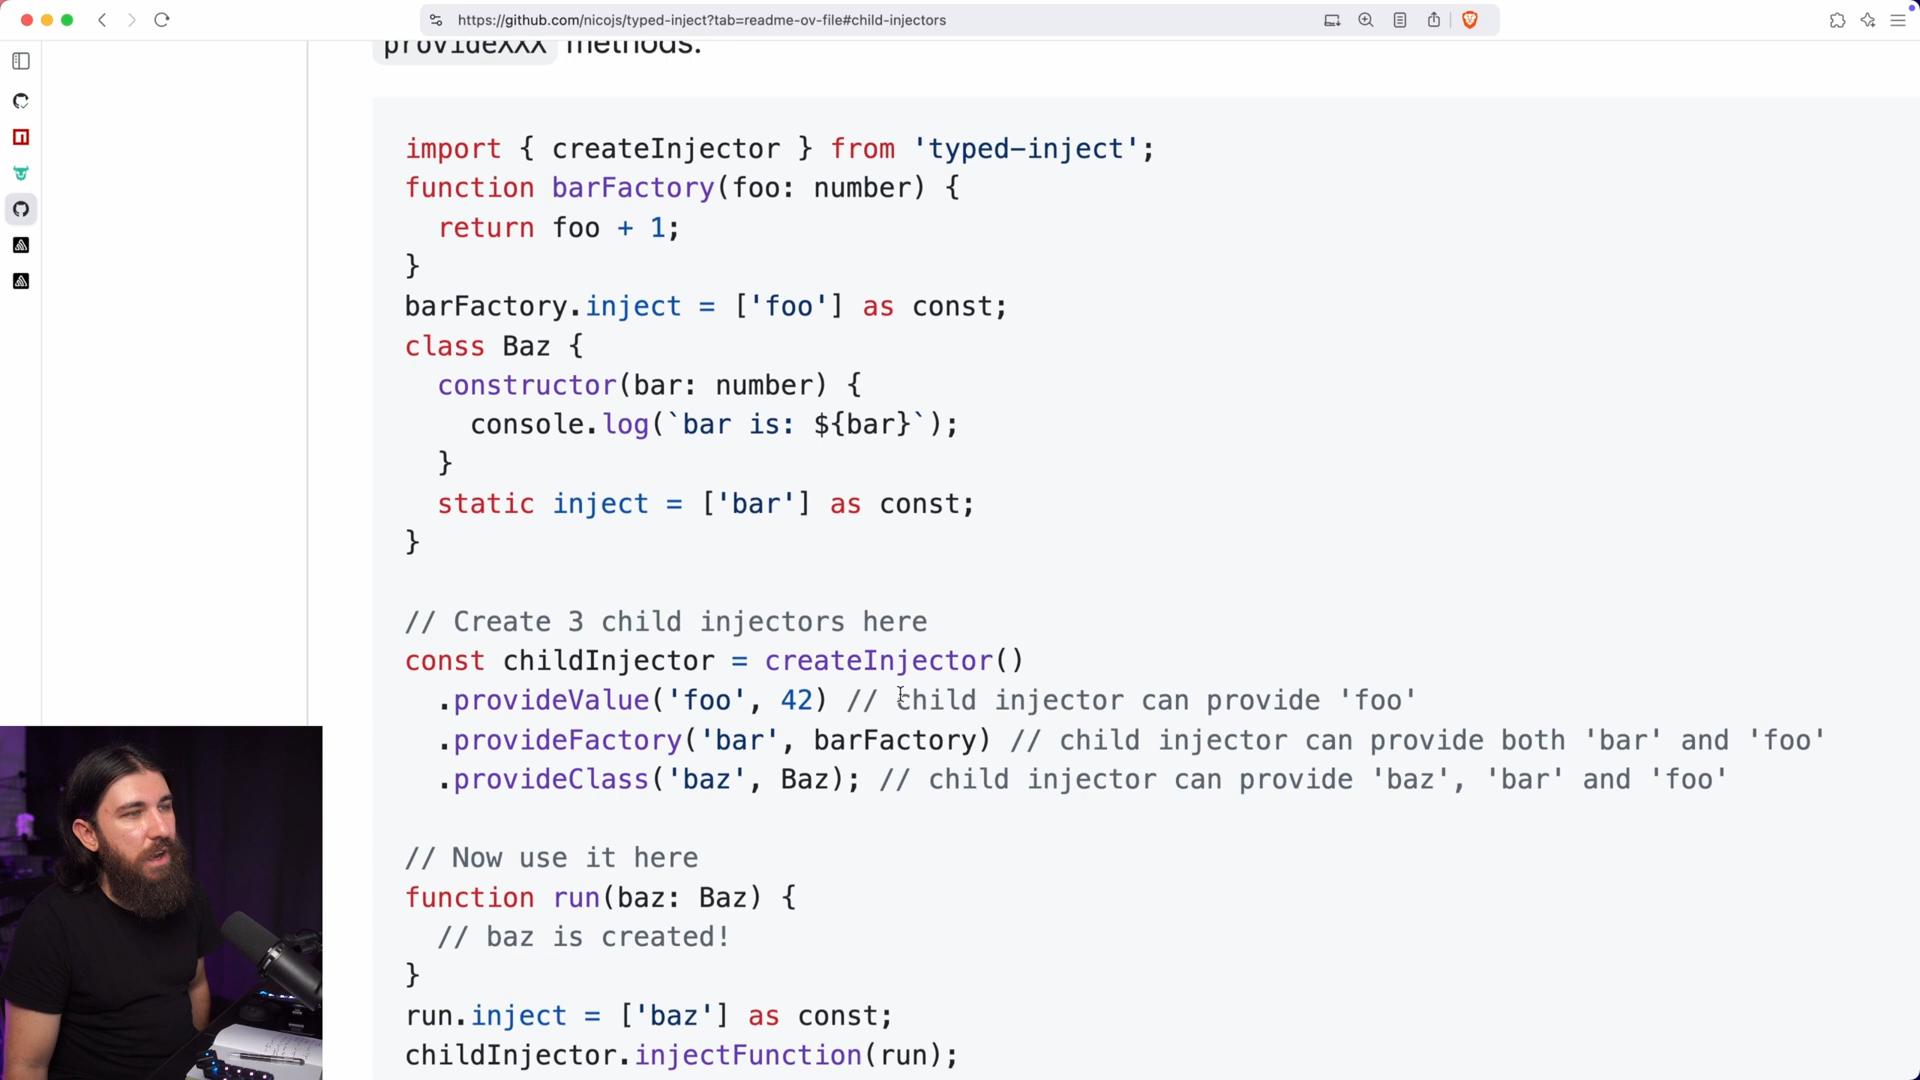 https://github.com/nicojs/typed-inject?tab=readme-ov-file#child-injectors
provideXXX methods.
import { createInjector } from 'typed-inject';
function barFactory(foo: number) {
  return foo + 1;
}
barFactory.inject = ['foo'] as const;
class Baz {
  constructor(bar: number) {
    console.log(`bar is: ${bar}`);
  }
  static inject = ['bar'] as const;
}
// Create 3 child injectors here
const childInjector = createInjector()
  .provideValue('foo', 42) // child injector can provide 'foo'
  .provideFactory('bar', barFactory) // child injector can provide both 'bar' and 'foo'
  .provideClass('baz', Baz); // child injector can provide 'baz', 'bar' and 'foo'
// Now use it here
function run(baz: Baz) {
  // baz is created!
}
run.inject = ['baz'] as const;
childInjector.injectFunction(run);